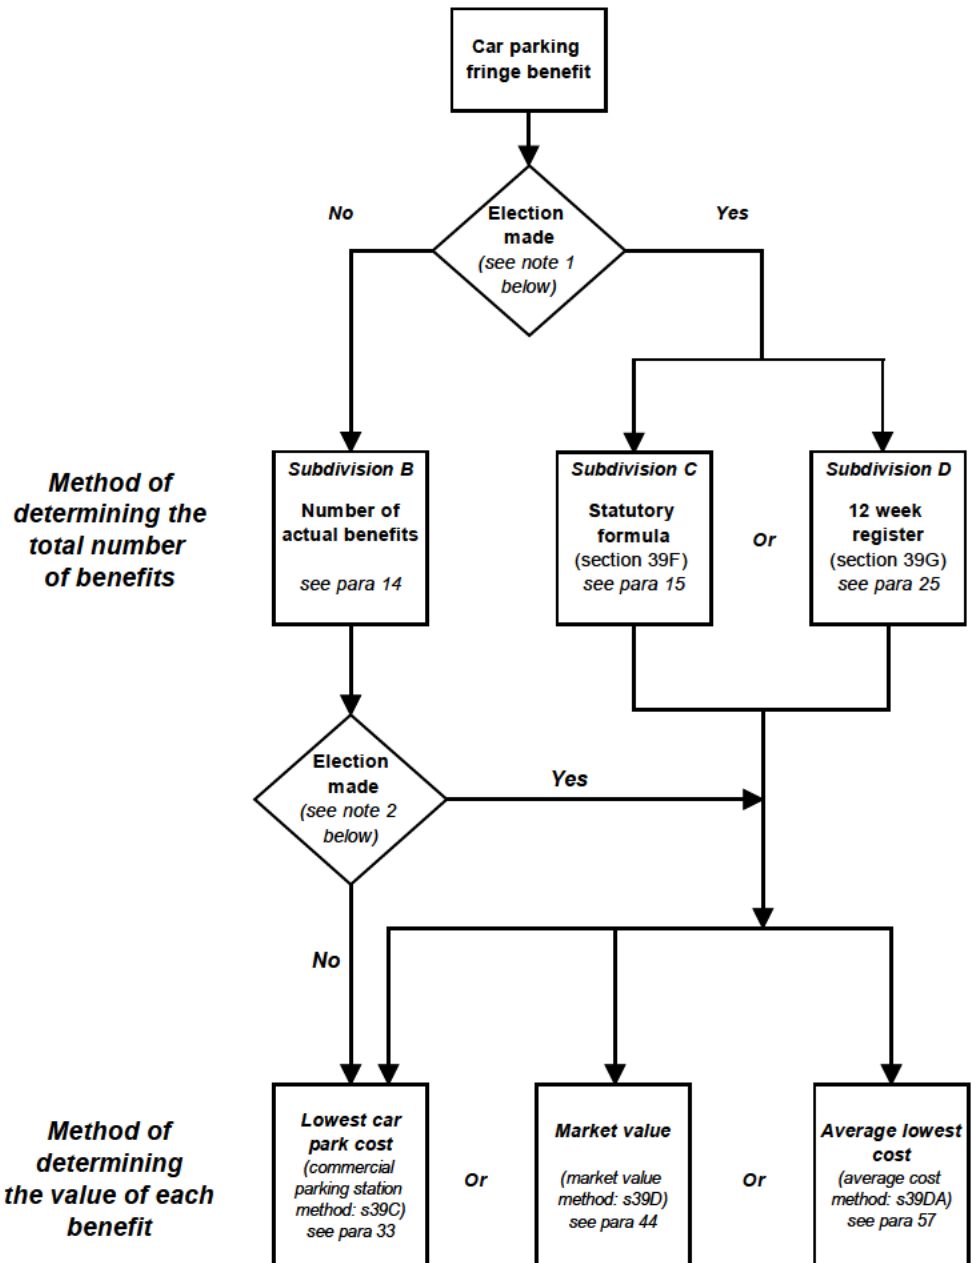 Car parking
fringe benefit
No
Yes
Election
made
(see note 1
below)
Method of
determining the
total number
of benefits
Subdivision B
Number of
actual benefits
see para 14
Subdivision C
Statutory
formula
(section 39F)
see para 15
Or
Subdivision D
12 week
register
(section 39G)
see para 25
Election
made
(see note 2
below)
Yes
No
Method of
determining
the value of each
benefit
Lowest car
park cost
(commercial
parking station
method: s39C)
see para 33
Or
Market value
(market value
method: s39D)
see para 44
Or
Average lowest
cost
(average cost
method: s39DA)
see para 57